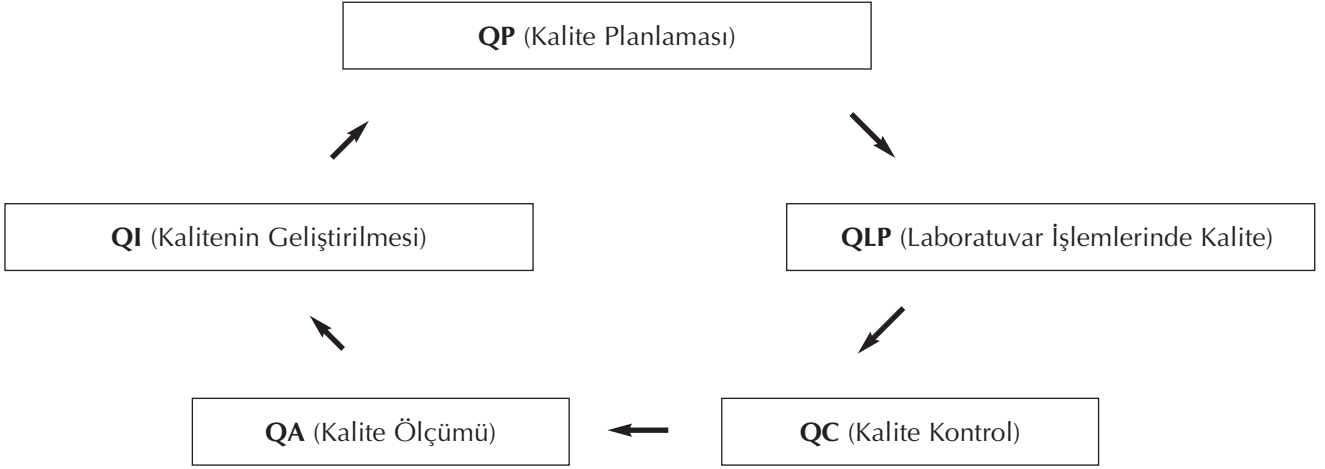 QP (Kalite Planlaması)
QI (Kalitenin Geliştirilmesi)
QLP (Laboratuvar İşlemlerinde Kalite)
QA (Kalite Ölçümü)
QC (Kalite Kontrol)